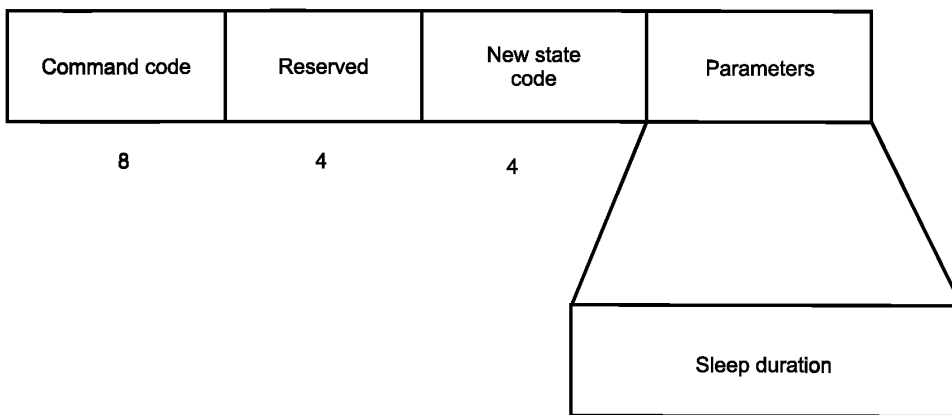 Command code
Reserved
New state
code
Parameters
8
4
4
Sleep duration